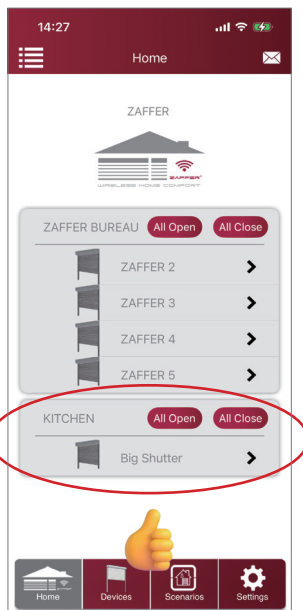 14:27
Home
ZAFFER
ZAFFER®
WIRELESS HOME COMFORT
ZAFFER BUREAU All Open All Close
ZAFFER 2
ZAFFER 3
ZAFFER 4
ZAFFER 5
KITCHEN All Open All Close
Big Shutter
Home Devices Scenarios Settings